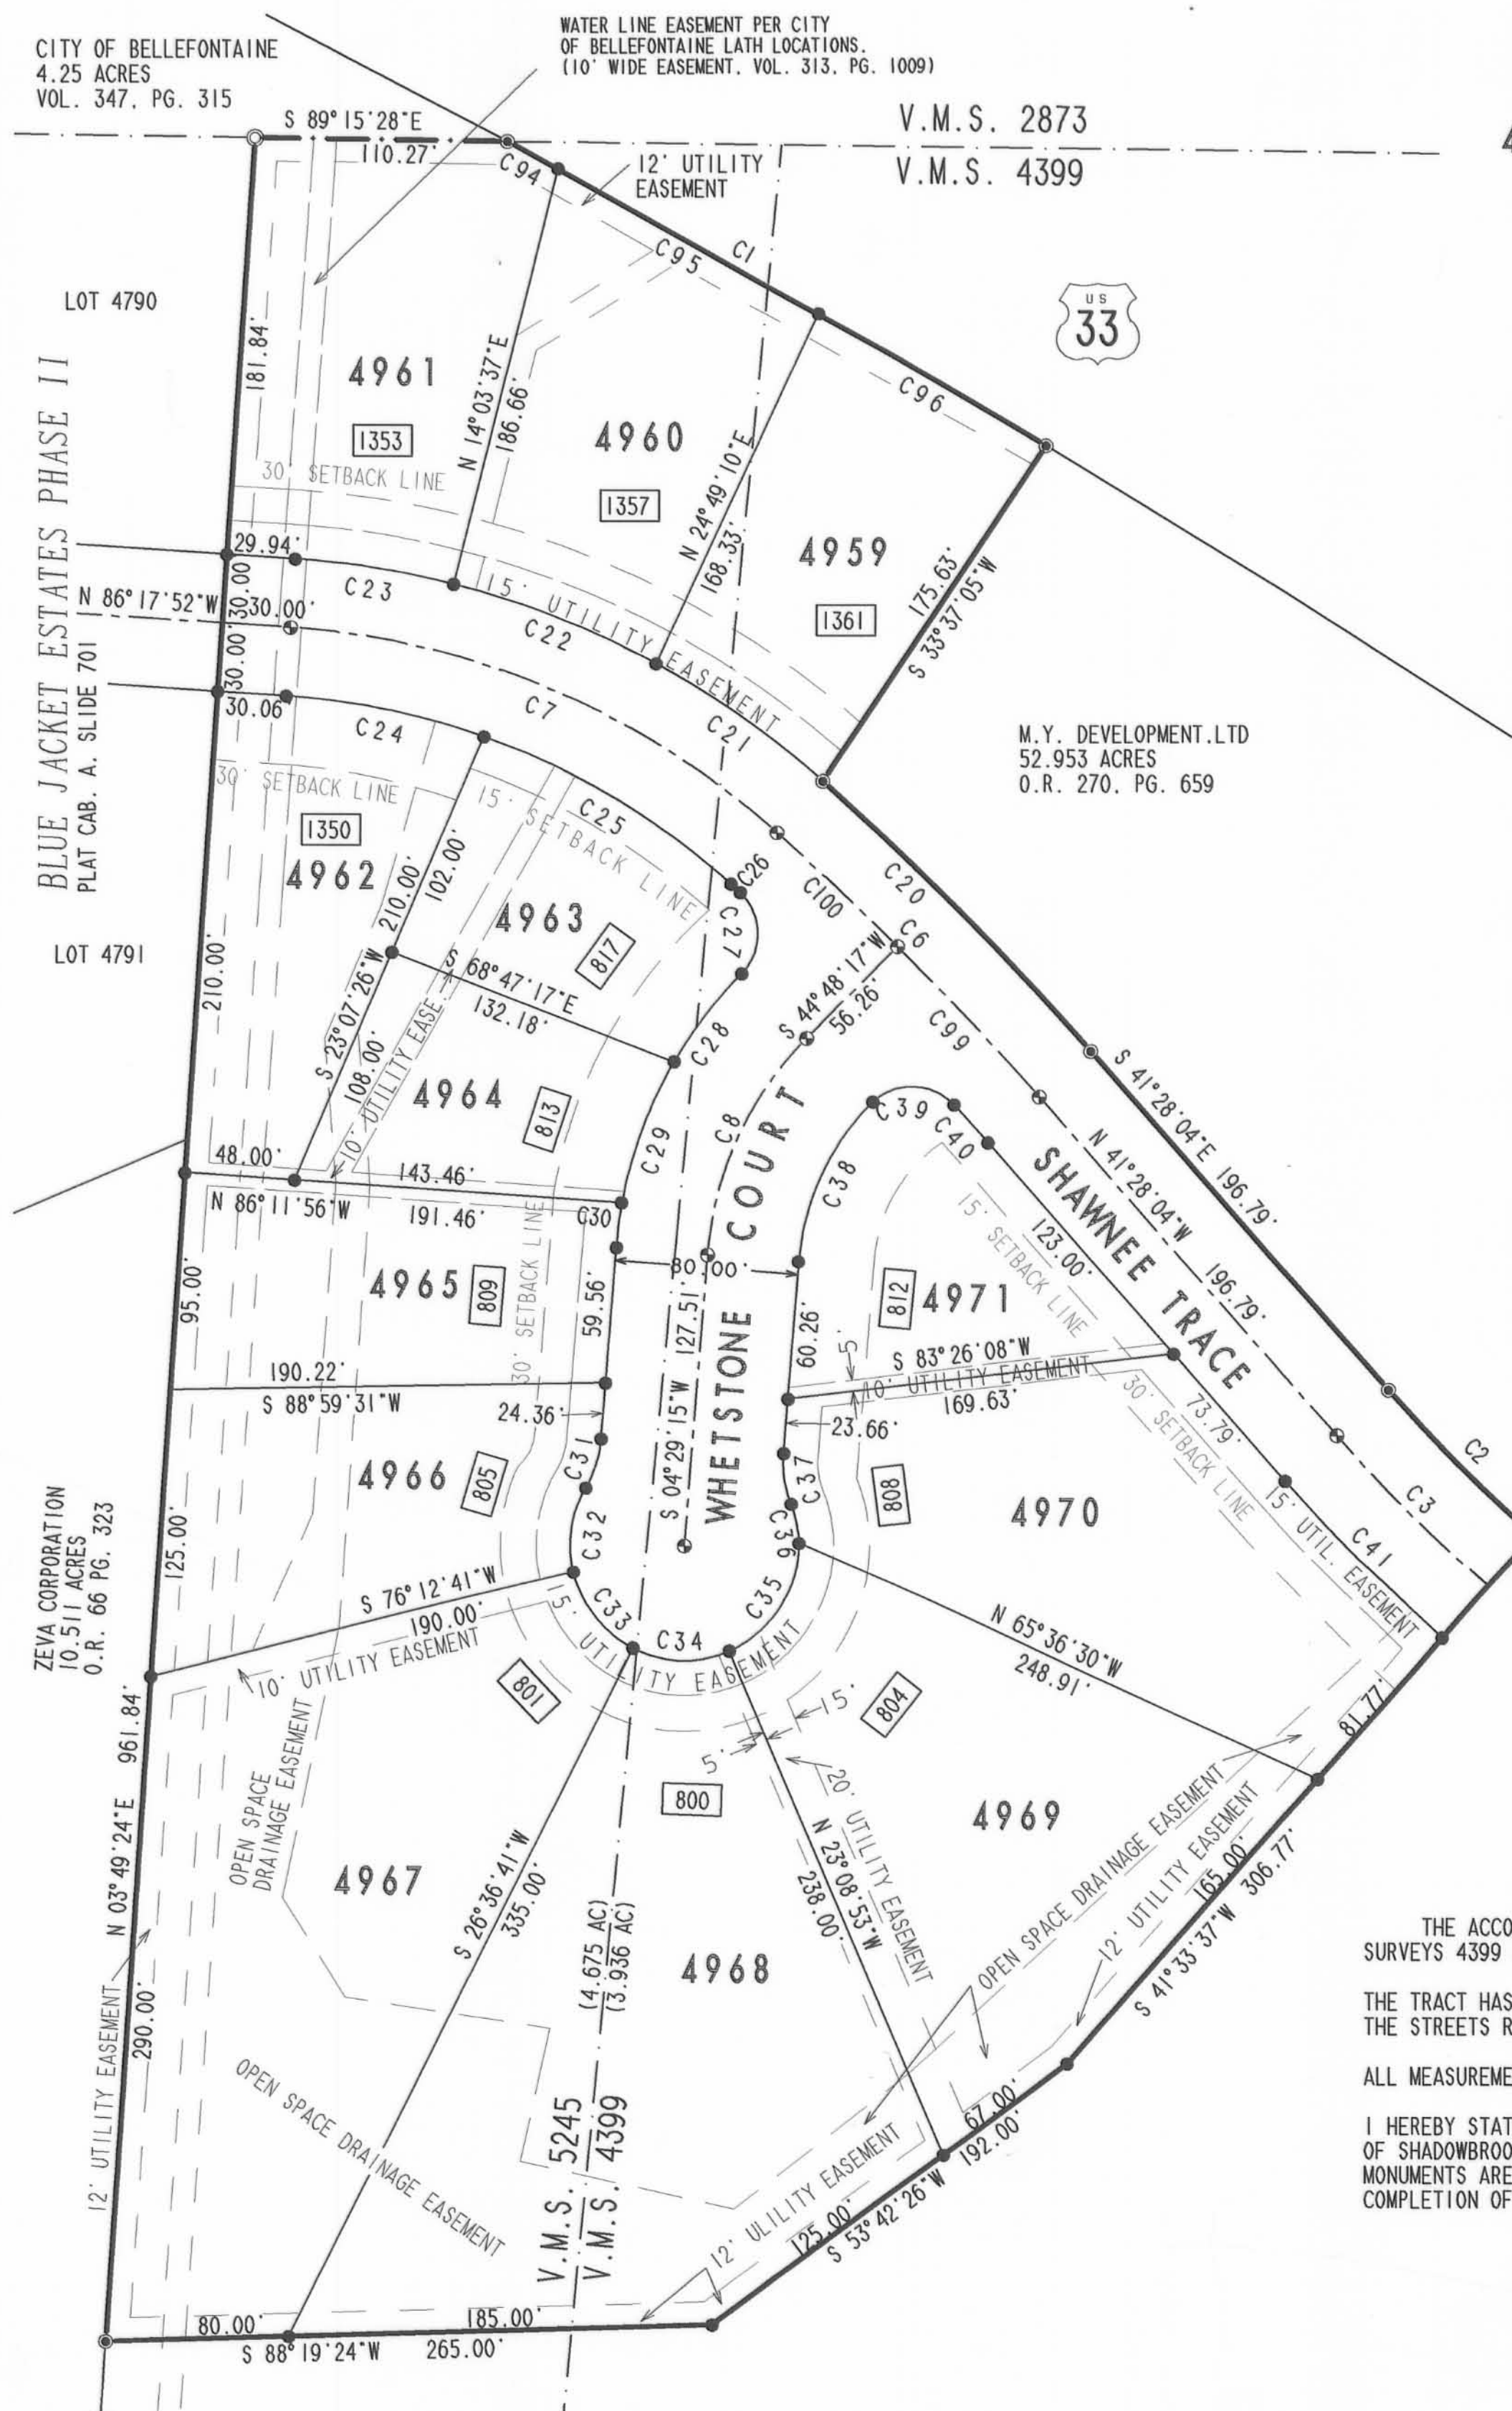 CITY OF BELLEFONTAINE
4.25 ACRES
VOL. 347, PG. 315
WATER LINE EASEMENT PER CITY
OF BELLEFONTAINE LATH LOCATIONS.
(10' WIDE EASEMENT, VOL. 313, PG. 1009)
V.M.S. 2873
V.M.S. 4399
S 89°15'28"E
110.27'
C94
12' UTILITY
EASEMENT
C95
C1
US
33
LOT 4790
181.84'
4961
1353
N 14°03'37"E
186.66'
4960
1357
C96
N 24°49'10"E
168.33'
4959
1361
175.63'
S 33°37'05"W
30' SETBACK LINE
BLUE JACKET ESTATES PHASE II
PLAT CAB. A. SLIDE 701
29.94'
30.00'
C23
N 86°17'52"W
30.00'
C22
15' UTILITY EASEMENT
30.00'
30.06'
C24
C7
C21
M.Y. DEVELOPMENT.LTD
52.953 ACRES
O.R. 270, PG. 659
30' SETBACK LINE
1350
4962
15' SETBACK LINE
C25
C26
C27
C100
C20
C6
210.00'
102.00'
4963
817
LOT 4791
210.00'
S 23°07'26"W
108.00'
S 68°47'17"E
132.18'
10' UTILITY EASE.
S 44°48'17"W
56.26'
C99
C28
4964
813
C29
C8
C39
C40
S 41°28'04"E 196.79'
48.00'
143.46'
N 86°11'56"W
191.46'
C30
C38
N 41°28'04"W 196.79'
SHAWNEE TRACE
15' SETBACK LINE
123.00'
80.00'
95.00'
4965
809
30' SETBACK LINE
59.56'
S 04°29'15"W 127.51'
WHETSTONE COURT
60.26'
812
4971
5'
S 83°26'08"W
10' UTILITY EASEMENT
169.63'
190.22'
S 88°59'31"W
24.36'
23.66'
73.79'
30' SETBACK LINE
C2
C3
4966
805
C31
C32
C37
C36
808
4970
15' UTIL. EASEMENT
C41
ZEVA CORPORATION
10.511 ACRES
O.R. 66 PG. 323
125.00'
S 76°12'41"W
190.00'
10' UTILITY EASEMENT
C33
C34
C35
15' UTILITY EASEMENT
N 65°36'30"W
248.91'
81.77'
801
804
15'
5'
800
20' UTILITY EASEMENT
4969
OPEN SPACE
DRAINAGE EASEMENT
N 03°49'24"E 961.84'
4967
S 26°36'41"W
335.00'
(4.675 AC)
(3.936 AC)
4968
N 23°08'53"W
238.00'
OPEN SPACE DRAINAGE EASEMENT
12' UTILITY EASEMENT
165.00'
S 41°33'37"W 306.77'
THE ACCO
SURVEYS 4399
THE TRACT HAS
THE STREETS R
ALL MEASUREME
I HEREBY STAT
OF SHADOWBROO
MONUMENTS ARE
COMPLETION OF
12' UTILITY EASEMENT
290.00'
OPEN SPACE DRAINAGE EASEMENT
V.M.S. 5245
V.M.S. 4399
67.00'
192.00'
12' ULILITY EASEMENT
125.00'
S 53°42'26"W
80.00'
185.00'
S 88°19'24"W 265.00'